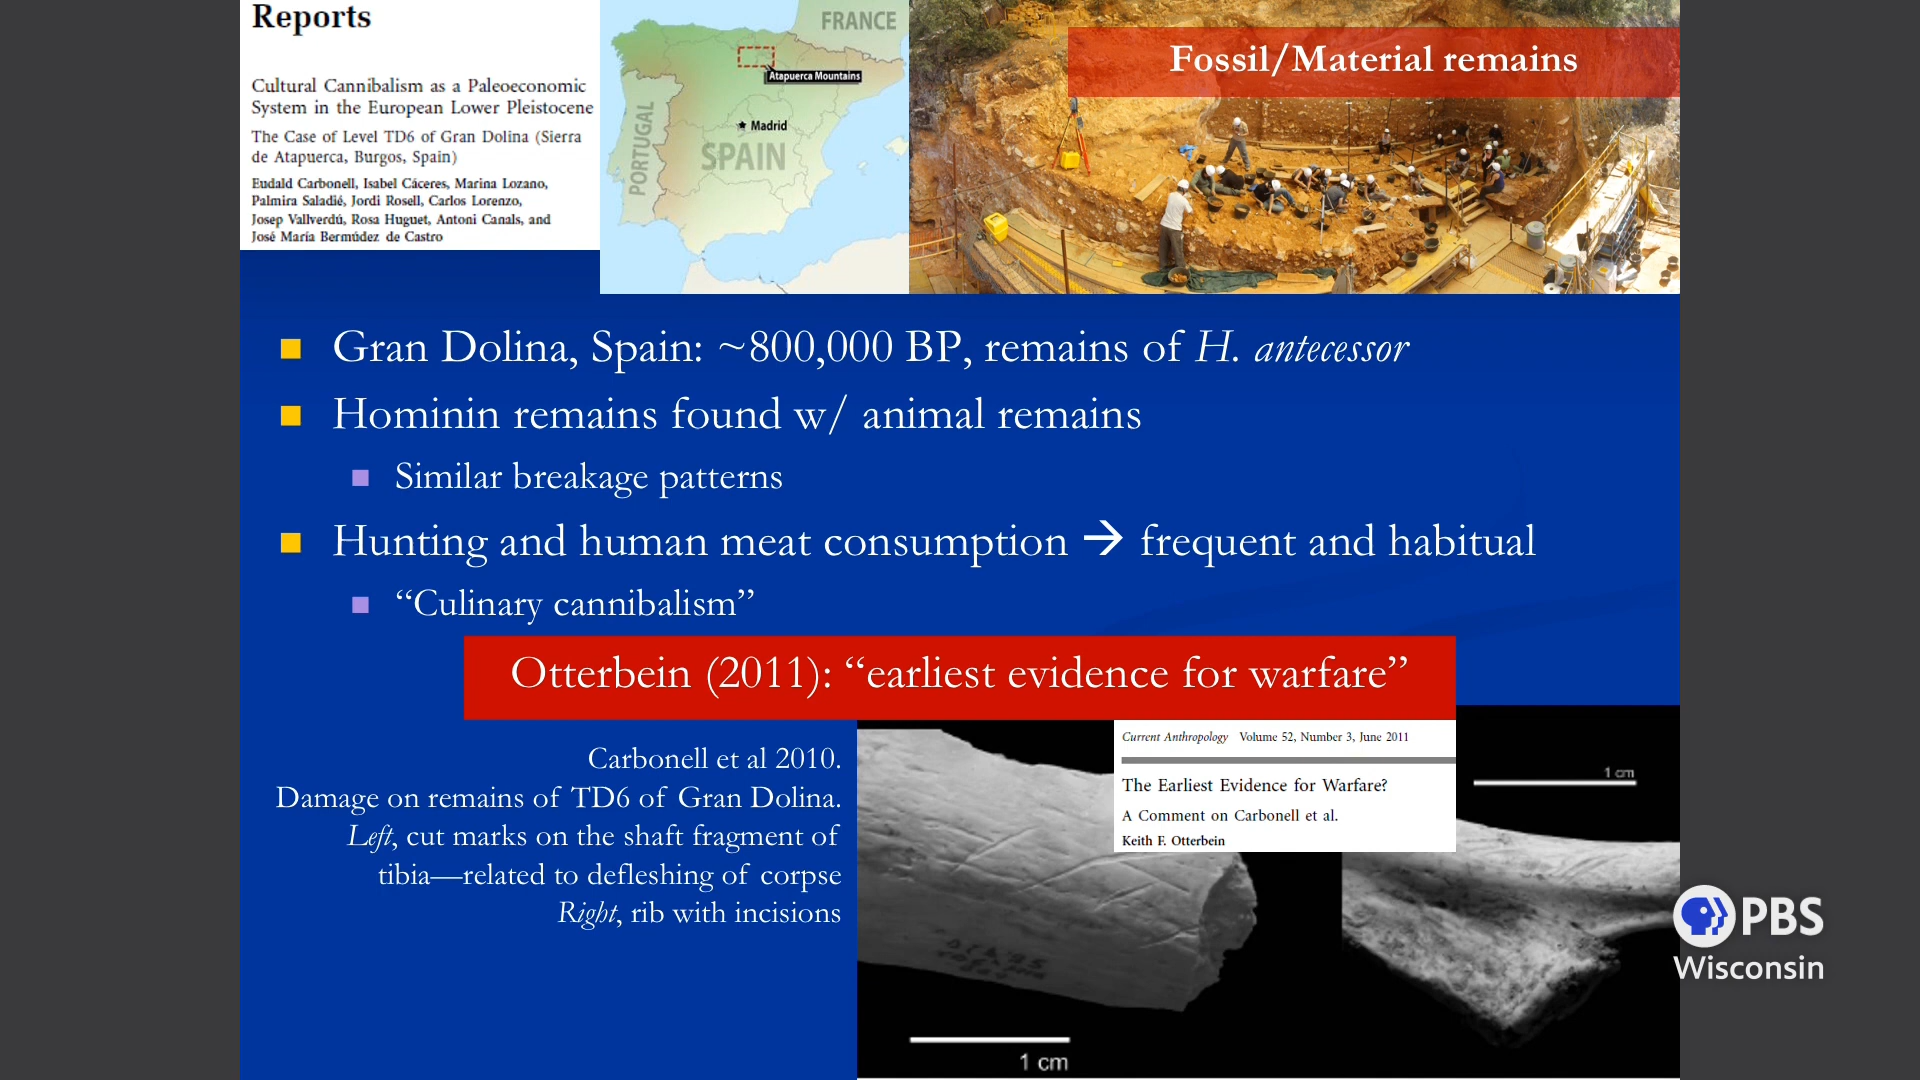 Reports
Cultural Cannibalism as a Paleoeconomic
System in the European Lower Pleistocene
The Case of Level TD6 of Gran Dolina (Sierra
de Atapuerca, Burgos, Spain)
Eudald Carbonell, Isabel Cáceres, Marina Lozano,
Palmira Saladié, Jordi Rosell, Carlos Lorenzo,
Josep Vallverdú, Rosa Huguet, Antoni Canals, and
José María Bermúdez de Castro
FRANCE
Atapuerca Mountains
PORTUGAL
Madrid
SPAIN
Fossil/Material remains
Gran Dolina, Spain: ~800,000 BP, remains of H. antecessor
Hominin remains found w/ animal remains
Similar breakage patterns
Hunting and human meat consumption → frequent and habitual
“Culinary cannibalism”
Otterbein (2011): “earliest evidence for warfare”
Carbonell et al 2010.
Damage on remains of TD6 of Gran Dolina.
Left, cut marks on the shaft fragment of
tibia—related to defleshing of corpse
Right, rib with incisions
Current Anthropology Volume 52, Number 3, June 2011
The Earliest Evidence for Warfare?
A Comment on Carbonell et al.
Keith F. Otterbein
1 cm
1 cm
PBS
Wisconsin